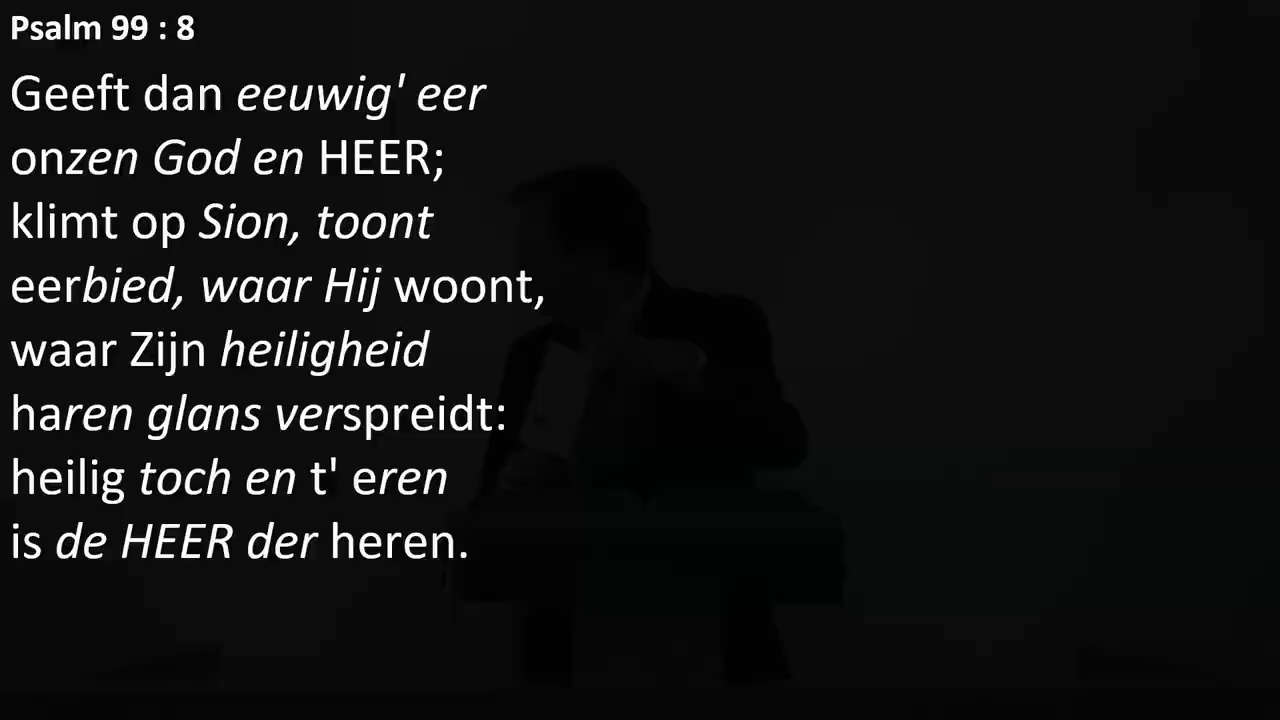 Psalm 99 : 8
Geeft dan eeuwig' eer
onzen God en HEER;
klimt op Sion, toont
eerbied, waar Hij woont,
waar Zijn heiligheid
haren glans verspreidt:
heilig toch en t' eren
is de HEER der heren.